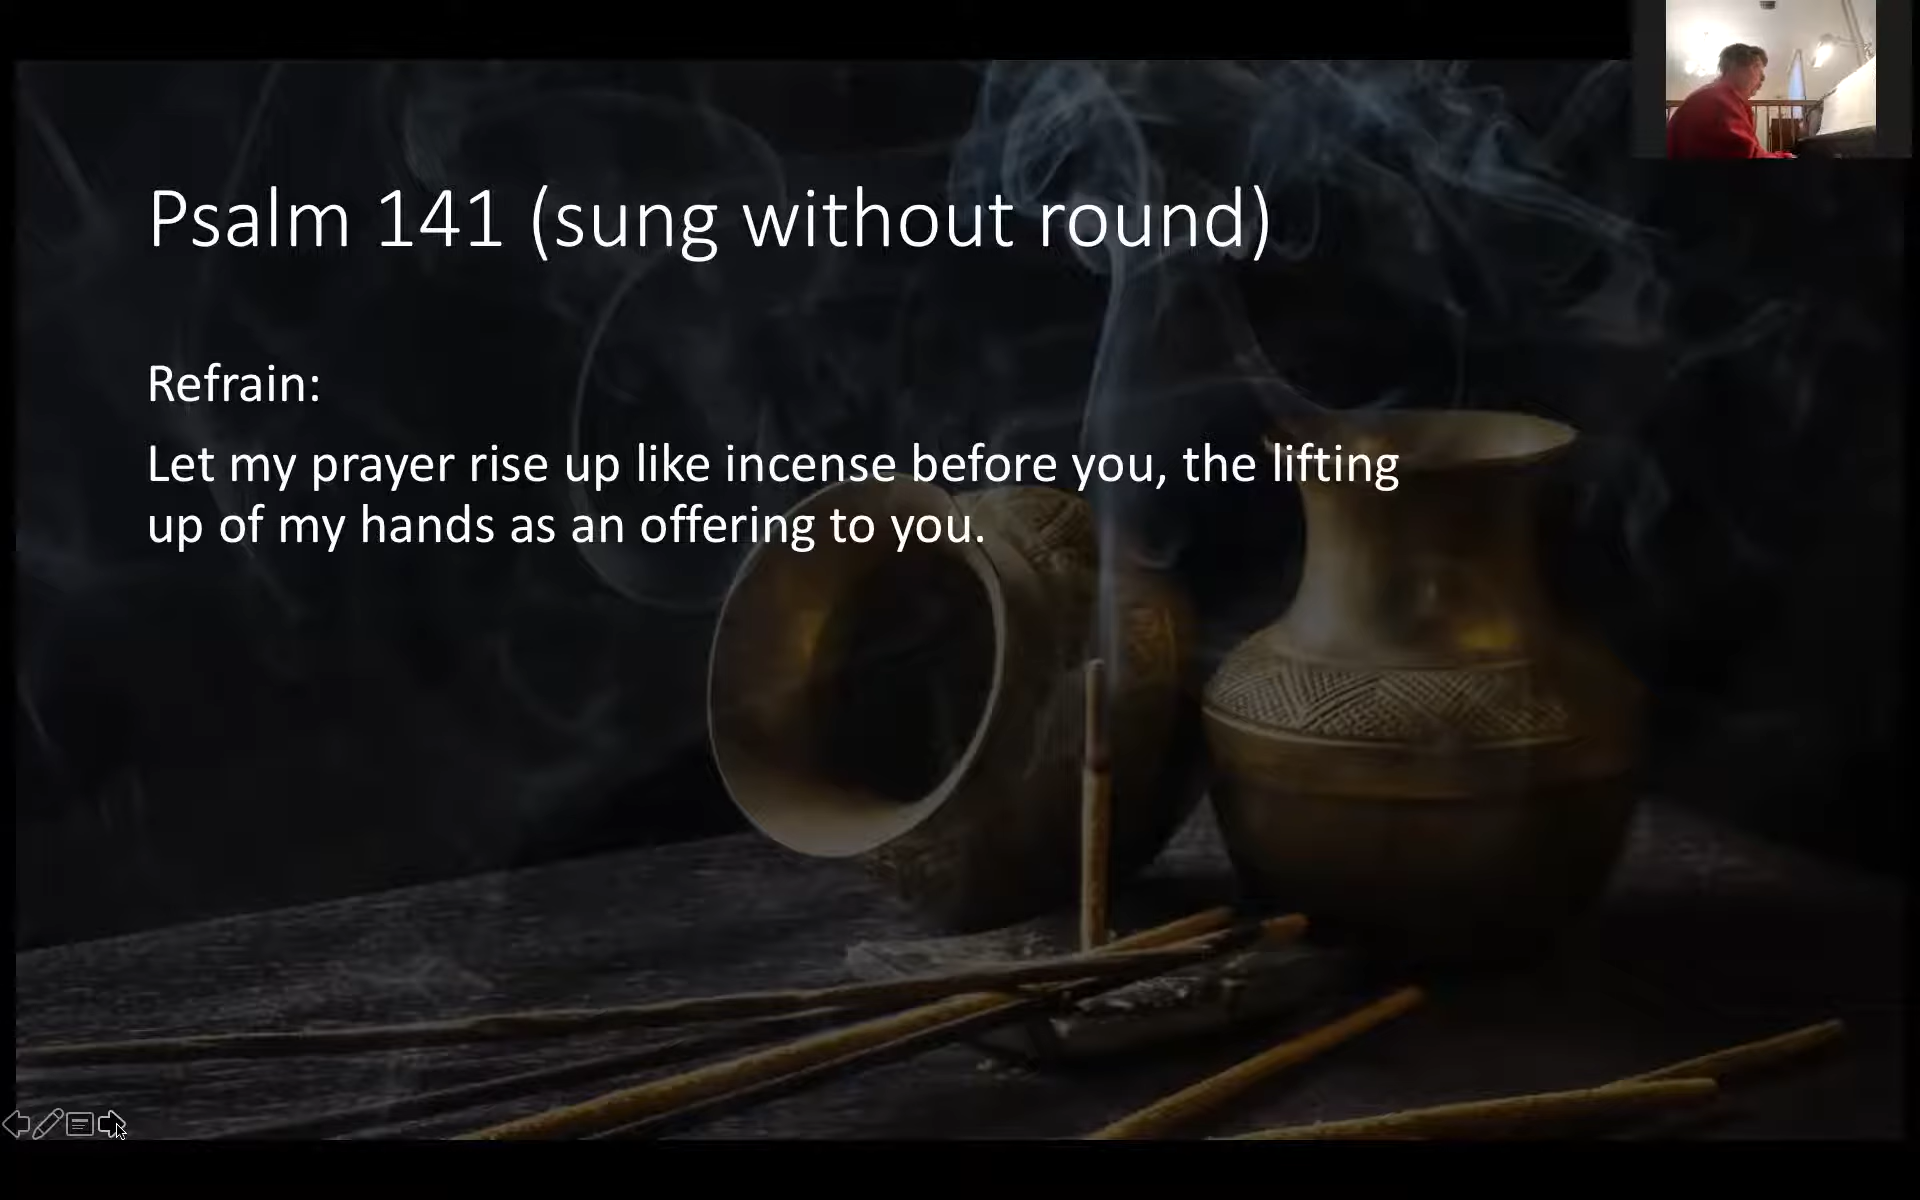 Psalm 141 (sung without round)
Refrain:
Let my prayer rise up like incense before you, the lifting
up of my hands as an offering to you.